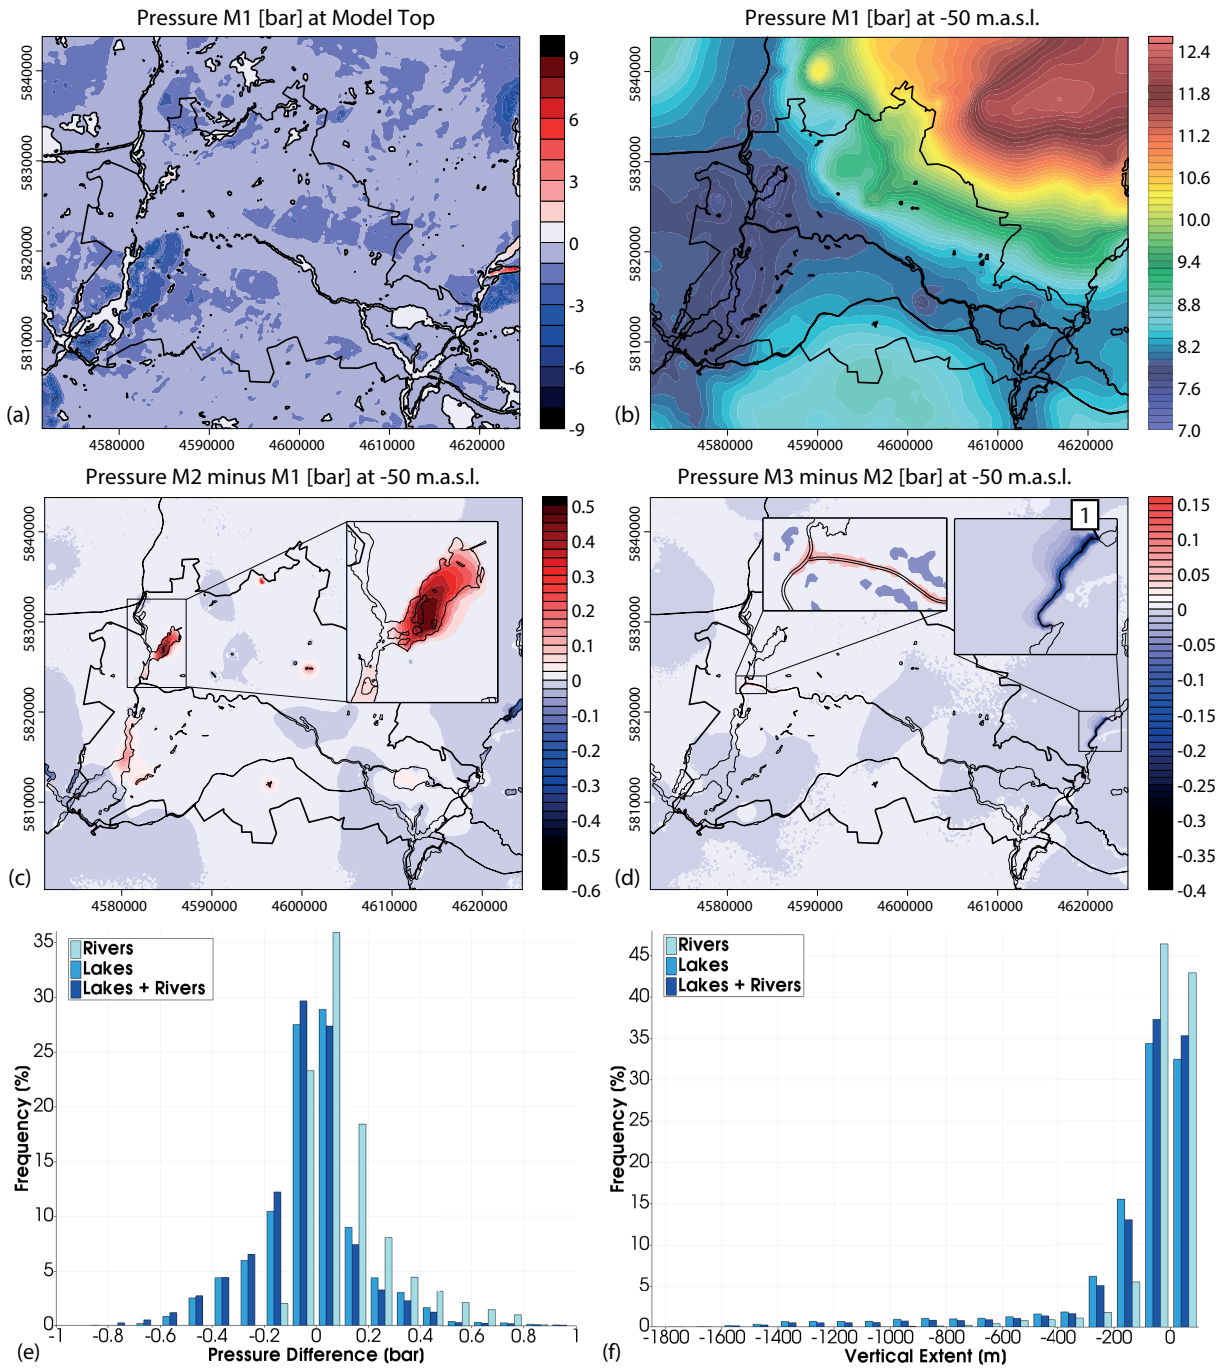 Pressure M1 [bar] at Model Top
5840000
5830000
5820000
5810000
4580000 4590000 4600000 4610000 4620000
9
6
3
0
-3
-6
-9
(a)
Pressure M1 [bar] at -50 m.a.s.l.
5840000
5830000
5820000
5810000
4580000 4590000 4600000 4610000 4620000
12.4
11.8
11.2
10.6
10.0
9.4
8.8
8.2
7.6
7.0
(b)
Pressure M2 minus M1 [bar] at -50 m.a.s.l.
5840000
5830000
5820000
5810000
4580000 4590000 4600000 4610000 4620000
0.5
0.4
0.3
0.2
0.1
0
-0.1
-0.2
-0.3
-0.4
-0.5
-0.6
(c)
Pressure M3 minus M2 [bar] at -50 m.a.s.l.
1
5840000
5830000
5820000
5810000
4580000 4590000 4600000 4610000 4620000
0.15
0.10
0.05
0
-0.05
-0.1
-0.15
-0.2
-0.25
-0.3
-0.35
-0.4
(d)
Rivers
Lakes
Lakes + Rivers
35
30
25
20
15
10
5
0
Frequency (%)
-1 -0.8 -0.6 -0.4 -0.2 0 0.2 0.4 0.6 0.8 1
Pressure Difference (bar)
(e)
Rivers
Lakes
Lakes + Rivers
45
40
35
30
25
20
15
10
5
0
Frequency (%)
-1800 -1600 -1400 -1200 -1000 -800 -600 -400 -200 0
Vertical Extent (m)
(f)